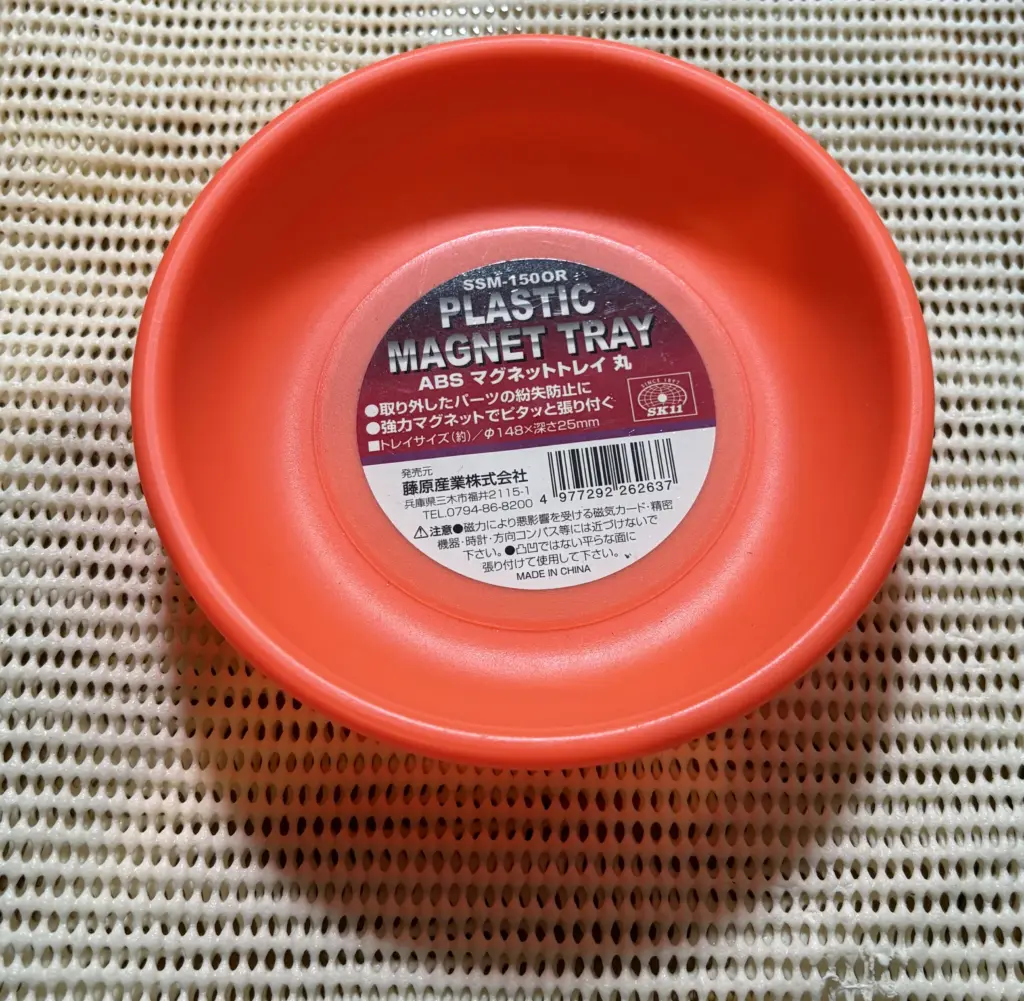 SSM-150OR
PLASTIC
MAGNET TRAY
ABS マグネットトレイ 丸
●取り外したパーツの紛失防止に
●強力マグネットでピタッと張り付く
■トレイサイズ(約)/φ148×深さ25mm
SINCE 1897
SK11
発売元
藤原産業株式会社
兵庫県三木市福井2115-1
TEL.0794-86-8200
4 977292 262637
⚠注意●磁力により悪影響を受ける磁気カード・精密
機器・時計・方向コンパス等には近づけないで
下さい。●凸凹ではない平らな面に
張り付けて使用して下さい。
MADE IN CHINA